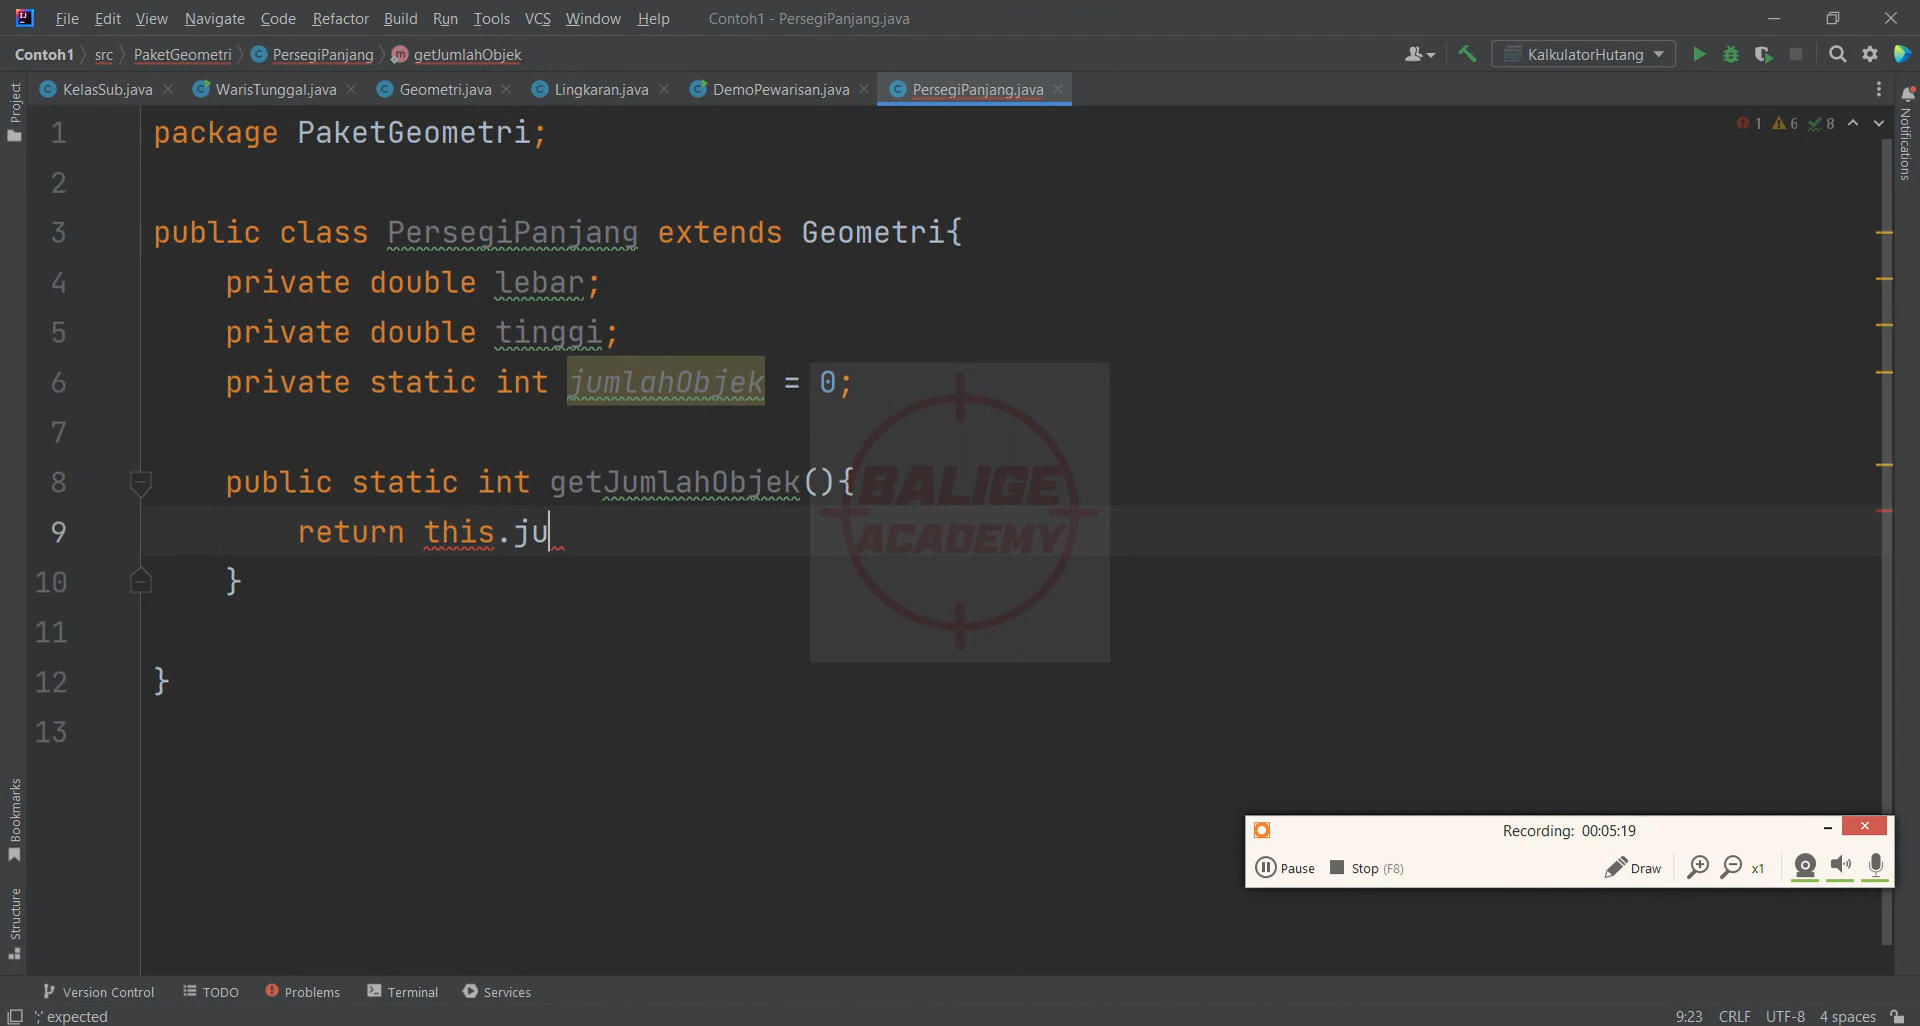 File Edit View Navigate Code Refactor Build Run Tools VCS Window Help Contoh1 - PersegiPanjang.java
Contoh1 src PaketGeometri PersegiPanjang getJumlahObjek KalkulatorHutang
KelasSub.java WarisTunggal.java Geometri.java Lingkaran.java DemoPewarisan.java PersegiPanjang.java
Project
Notifications
1 6 8
1 package PaketGeometri;
2
3 public class PersegiPanjang extends Geometri{
4 private double lebar;
5 private double tinggi;
6 private static int jumlahObjek = 0;
7
8 public static int getJumlahObjek(){
9 return this.ju
10 }
11
12 }
13
BALIGE
ACADEMY
Recording: 00:05:19
Pause Stop (F8) Draw x1
Bookmarks
Structure
Version Control TODO Problems Terminal Services
';' expected 9:23 CRLF UTF-8 4 spaces